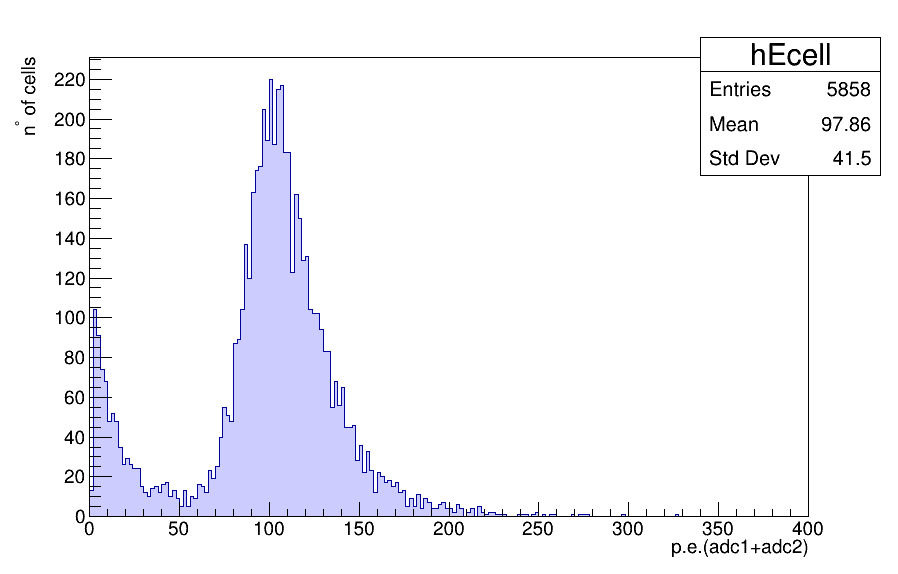 hEcell
Entries 5858
Mean 97.86
Std Dev 41.5
n° of cells
220
200
180
160
140
120
100
80
60
40
20
0
0 50 100 150 200 250 300 350 400
p.e.(adc1+adc2)